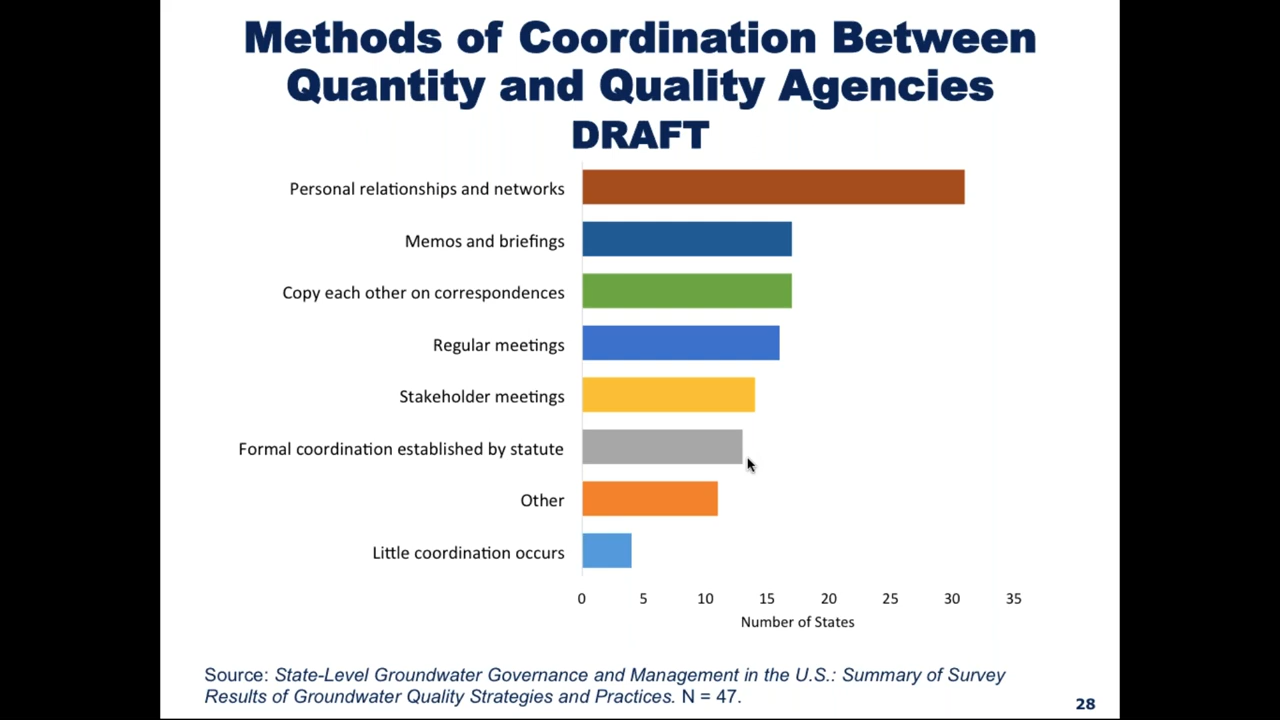 Methods of Coordination Between
Quantity and Quality Agencies
DRAFT
Personal relationships and networks
Memos and briefings
Copy each other on correspondences
Regular meetings
Stakeholder meetings
Formal coordination established by statute
Other
Little coordination occurs
0 5 10 15 20 25 30 35
Number of States
Source: State-Level Groundwater Governance and Management in the U.S.: Summary of Survey
Results of Groundwater Quality Strategies and Practices. N = 47.
28